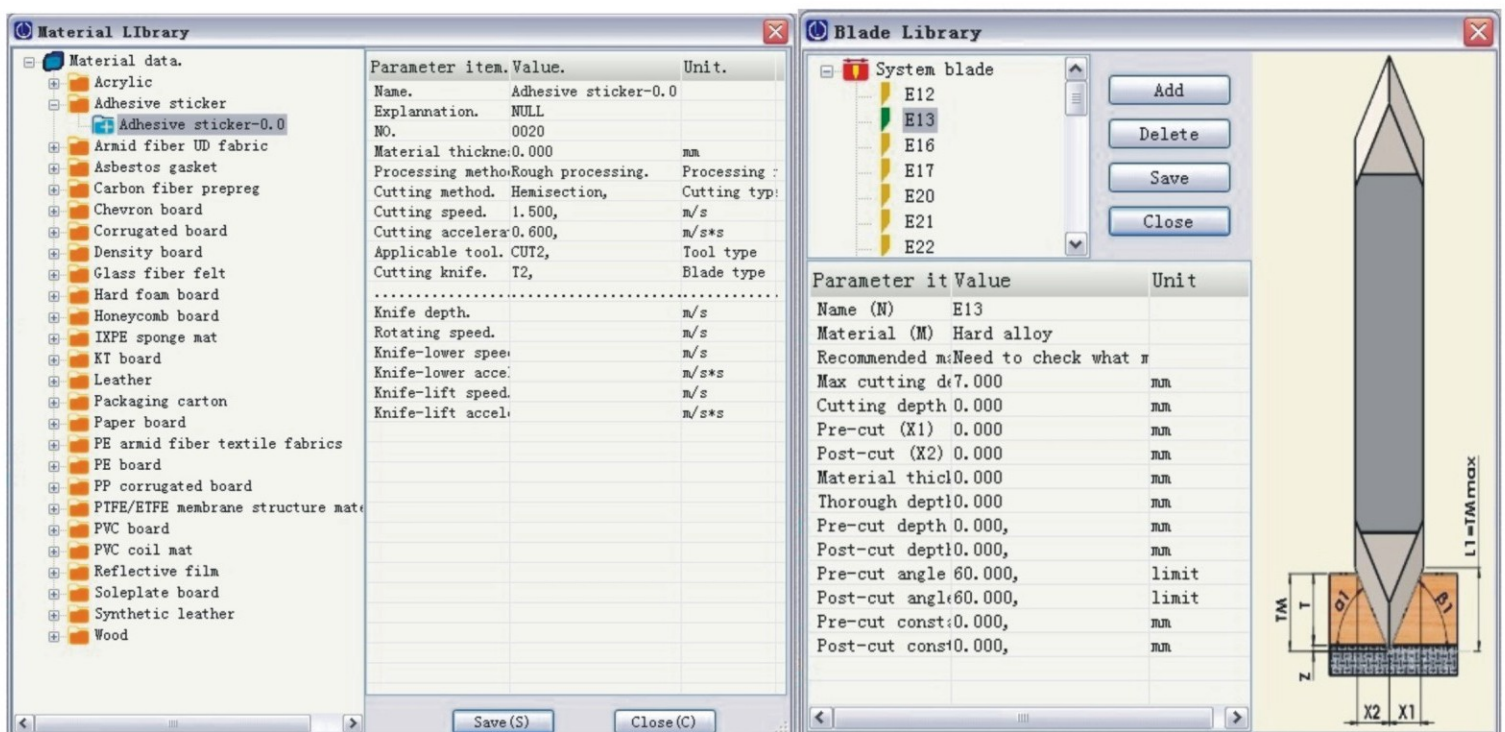 Material LIbrary
Material data.
Acrylic
Adhesive sticker
Adhesive sticker-0.0
Armid fiber UD fabric
Asbestos gasket
Carbon fiber prepreg
Chevron board
Corrugated board
Density board
Glass fiber felt
Hard foam board
Honeycomb board
IXPE sponge mat
KT board
Leather
Packaging carton
Paper board
PE armid fiber textile fabrics
PE board
PP corrugated board
PTFE/ETFE membrane structure mate
PVC board
PVC coil mat
Reflective film
Soleplate board
Synthetic leather
Wood
Parameter item. Value. Unit.
Name. Adhesive sticker-0.0
Explannation. NULL
NO. 0020
Material thickne: 0.000 mm
Processing metho Rough processing. Processing
Cutting method. Hemisection, Cutting typ
Cutting speed. 1.500, m/s
Cutting accelera 0.600, m/s*s
Applicable tool. CUT2, Tool type
Cutting knife. T2, Blade type
Knife depth. m/s
Rotating speed. m/s
Knife-lower spee m/s
Knife-lower acce m/s*s
Knife-lift speed. m/s
Knife-lift accel m/s*s
Save(S) Close(C)
Blade Library
System blade
E12
E13
E16
E17
E20
E21
E22
Add
Delete
Save
Close
Parameter it Value Unit
Name (N) E13
Material (M) Hard alloy
Recommended ma Need to check what m
Max cutting de 7.000 mm
Cutting depth 0.000 mm
Pre-cut (X1) 0.000 mm
Post-cut (X2) 0.000 mm
Material thick 0.000 mm
Thorough depth 0.000 mm
Pre-cut depth 0.000, mm
Post-cut depth 0.000, mm
Pre-cut angle 60.000, limit
Post-cut angle 60.000, limit
Pre-cut consta 0.000, mm
Post-cut const 0.000, mm
L1=TMmax
TM
T
α1
β1
Z
X2 X1